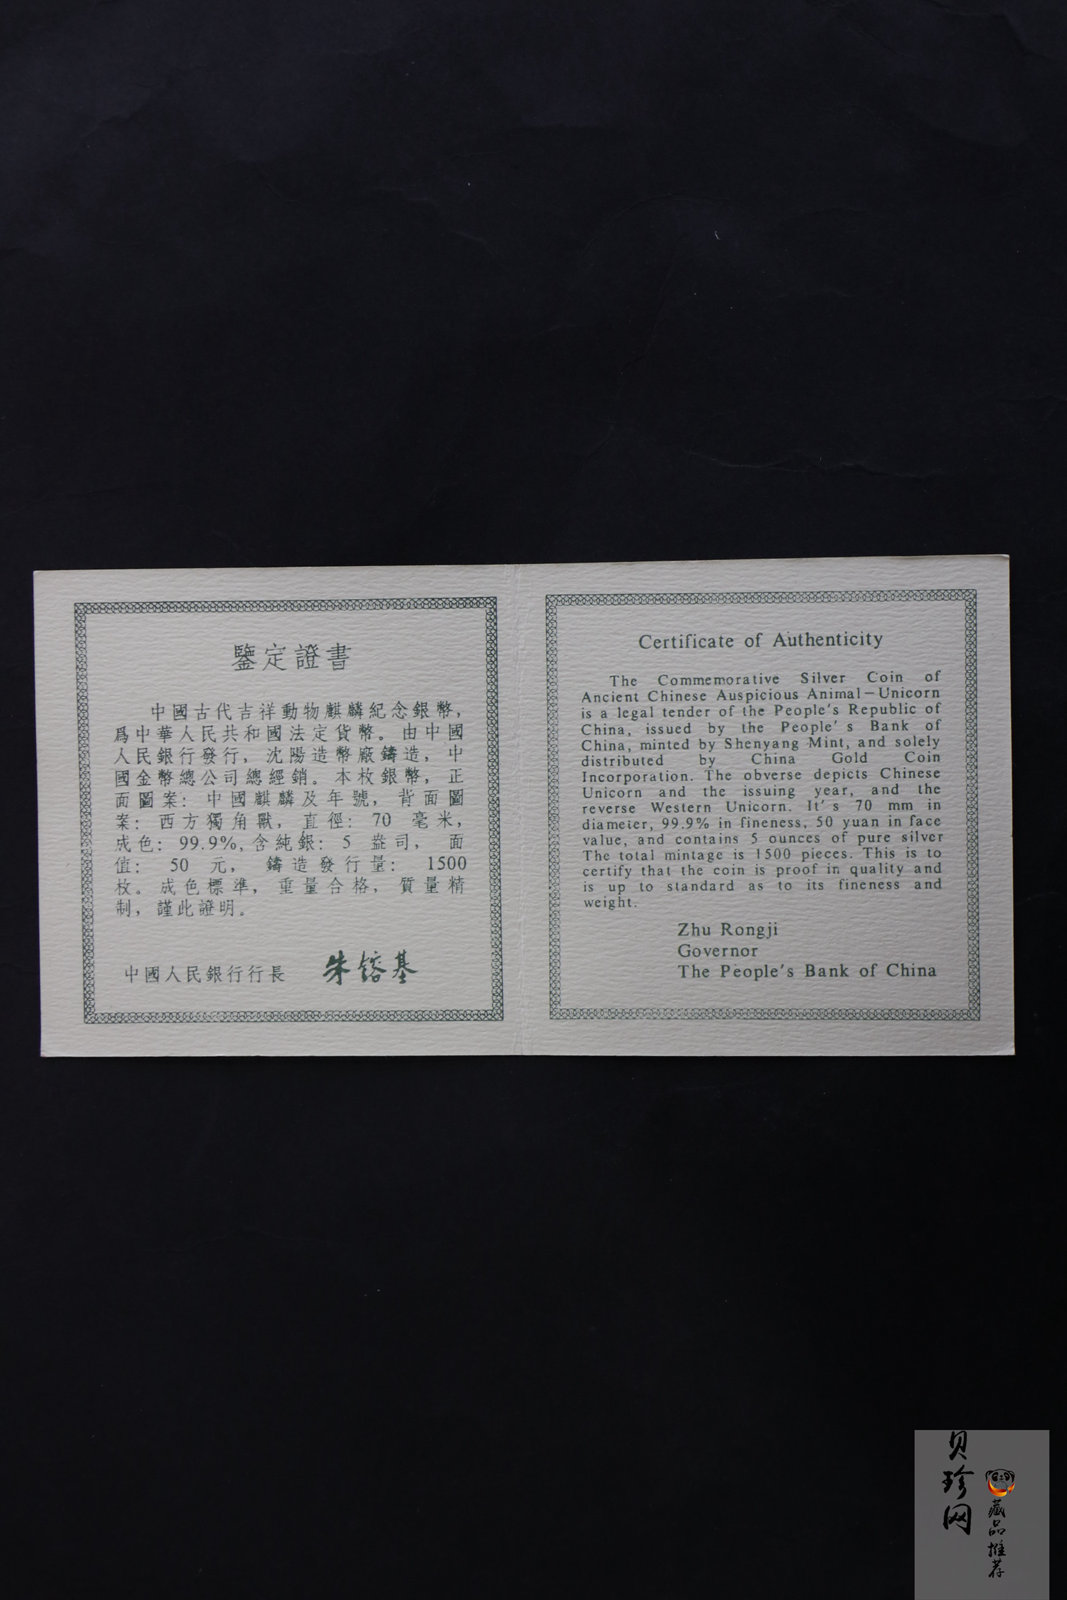 鑒定證書
中國古代吉祥動物麒麟紀念銀幣，
爲中華人民共和國法定貨幣。由中國
人民銀行發行，沈陽造幣廠鑄造，中
國金幣總公司總經銷。本枚銀幣，正
面圖案：中國麒麟及年號，背面圖
案：西方獨角獸，直徑：70 毫米，
成色：99.9%,含純銀：5 盎司，面
值：50 元，鑄造發行量：1500
枚。成色標準，重量合格，質量精
制，謹此證明。
中國人民銀行行長 朱鎔基
Certificate of Authenticity
The Commemorative Silver Coin of
Ancient Chinese Auspicious Animal—Unicorn
is a legal tender of the People's Republic of
China, issued by the People's Bank of
China, minted by Shenyang Mint, and solely
distributed by China Gold Coin
Incorporation. The obverse depicts Chinese
Unicorn and the issuing year, and the
reverse Western Unicorn. It's 70 mm in
diameter, 99.9% in fineness, 50 yuan in face
value, and contains 5 ounces of pure silver
The total mintage is 1500 pieces. This is to
certify that the coin is proof in quality and
is up to standard as to its fineness and
weight.
Zhu Rongji
Governor
The People's Bank of China
贝珍网
藏品推荐